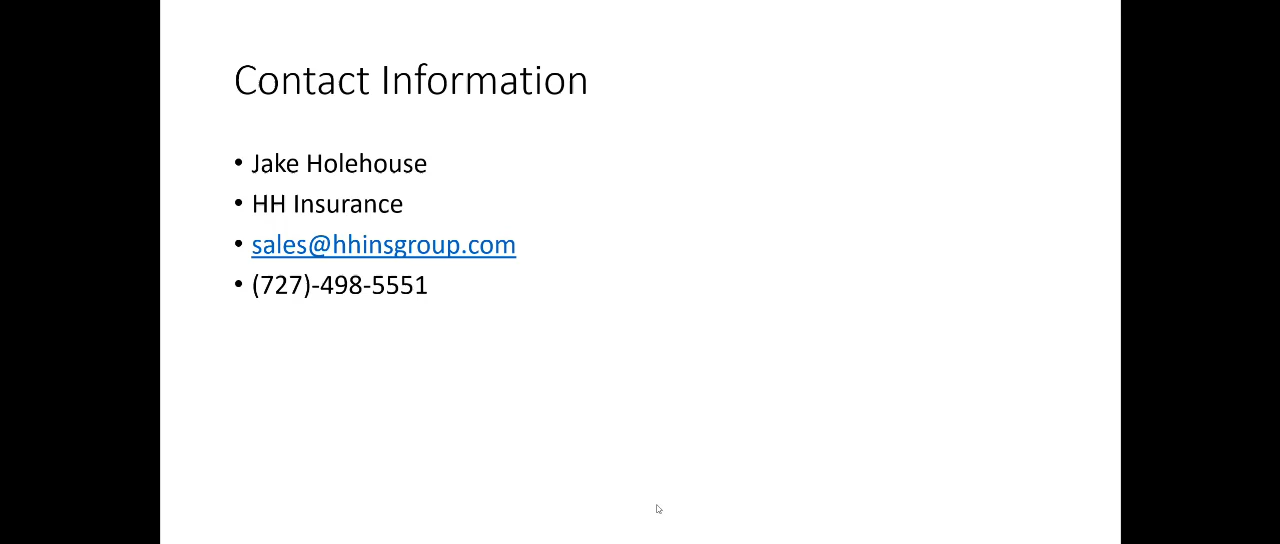 Contact Information
• Jake Holehouse
• HH Insurance
• sales@hhinsgroup.com
• (727)-498-5551